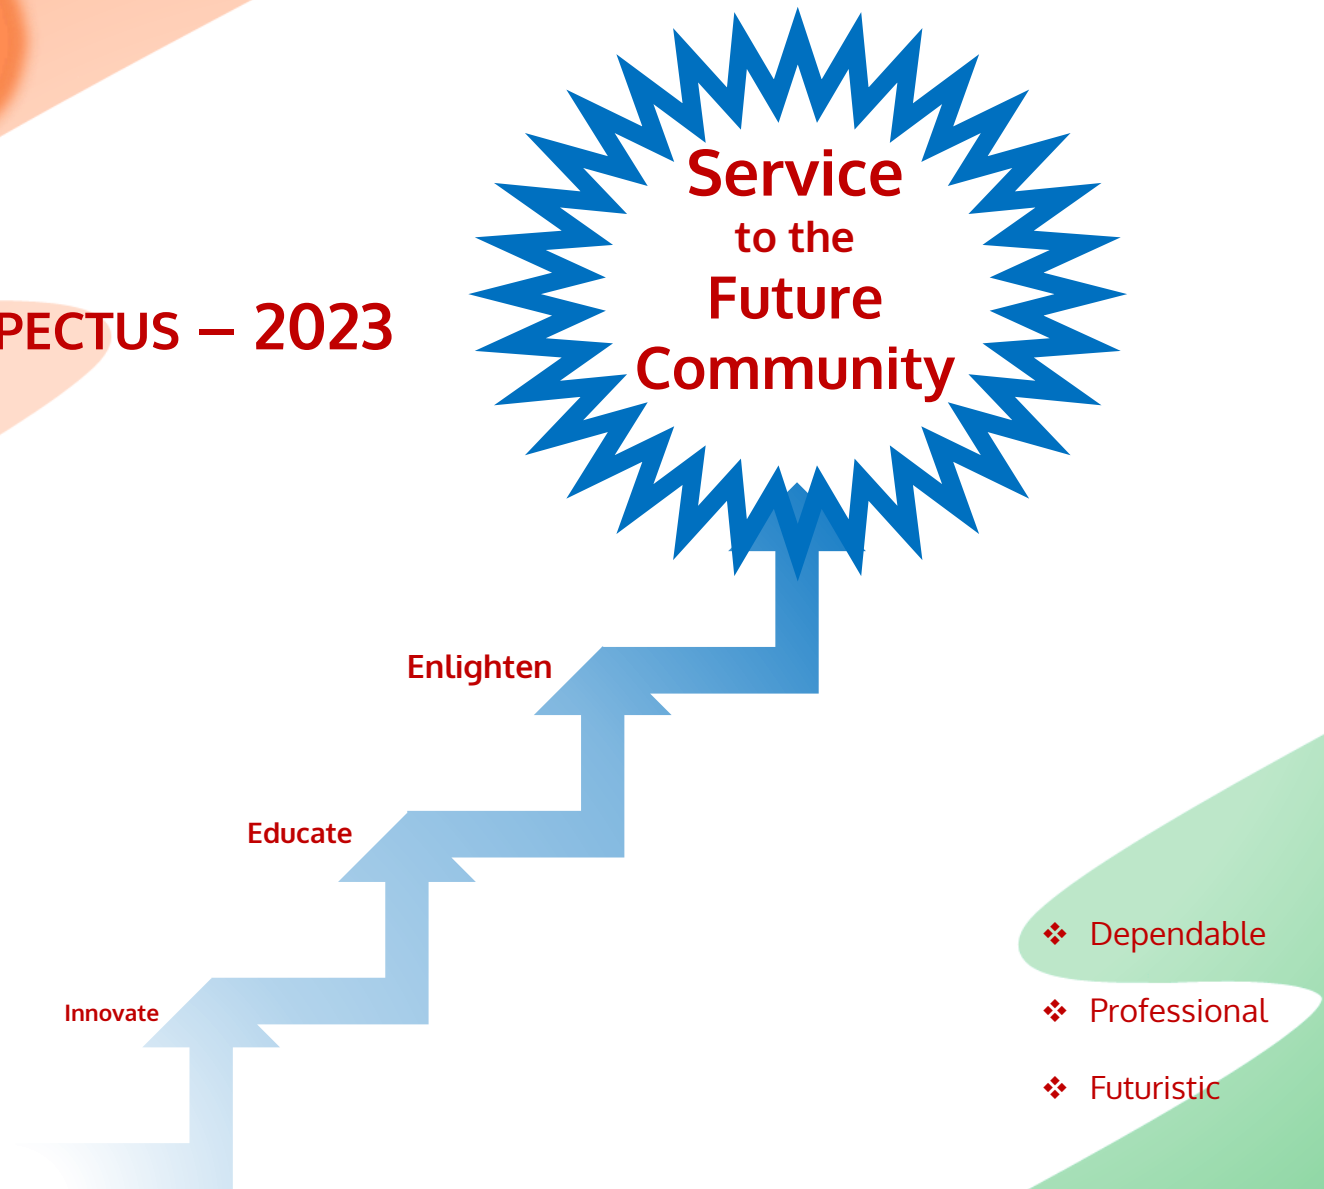 Service
to the
Future
Community
PECTUS – 2023
Enlighten
Educate
Innovate
❖ Dependable
❖ Professional
❖ Futuristic